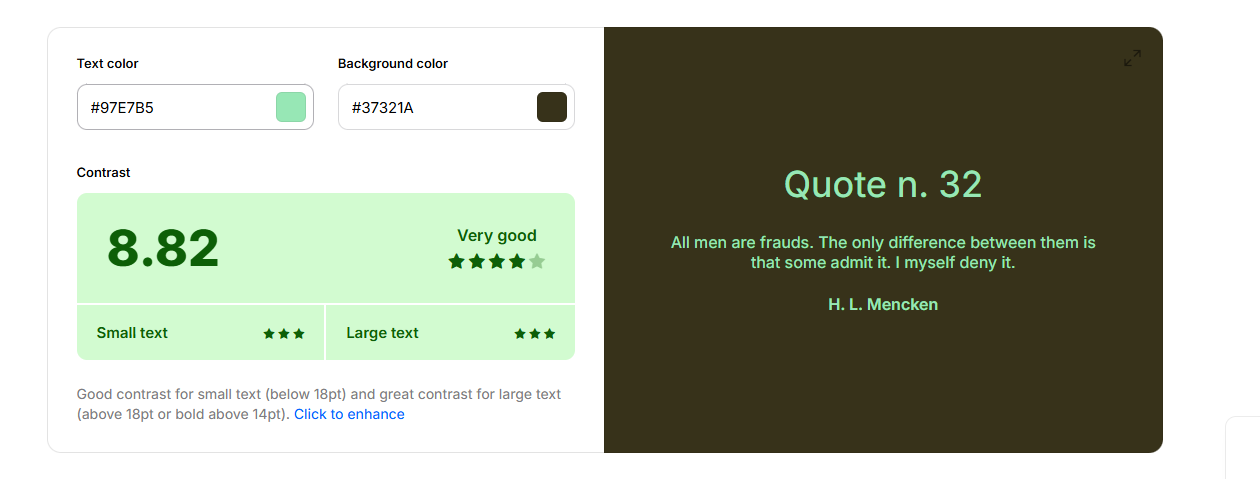 Text color
Background color
#97E7B5
#37321A
Contrast
8.82
Very good
Small text
Large text
Good contrast for small text (below 18pt) and great contrast for large text
(above 18pt or bold above 14pt). Click to enhance
Quote n. 32
All men are frauds. The only difference between them is
that some admit it. I myself deny it.
H. L. Mencken